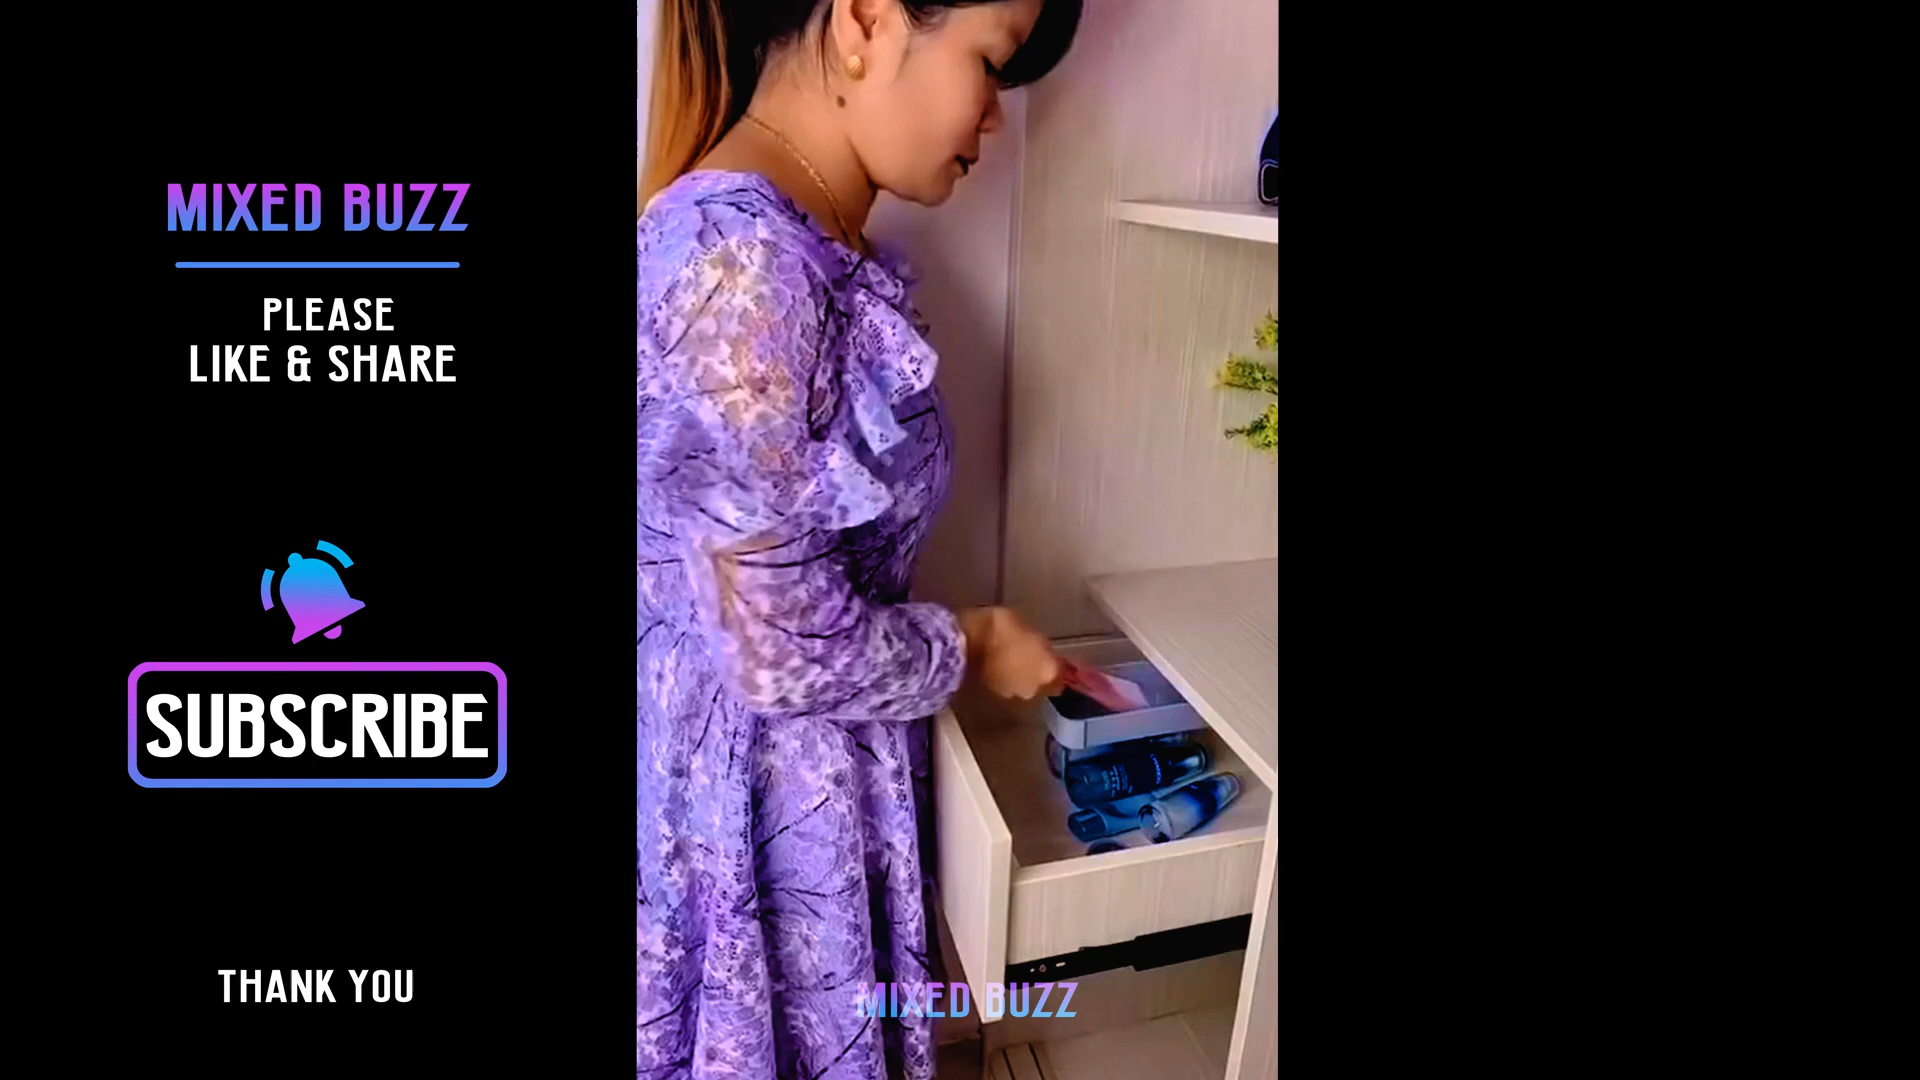 MIXED BUZZ
PLEASE
LIKE & SHARE
SUBSCRIBE
THANK YOU
MIXED BUZZ